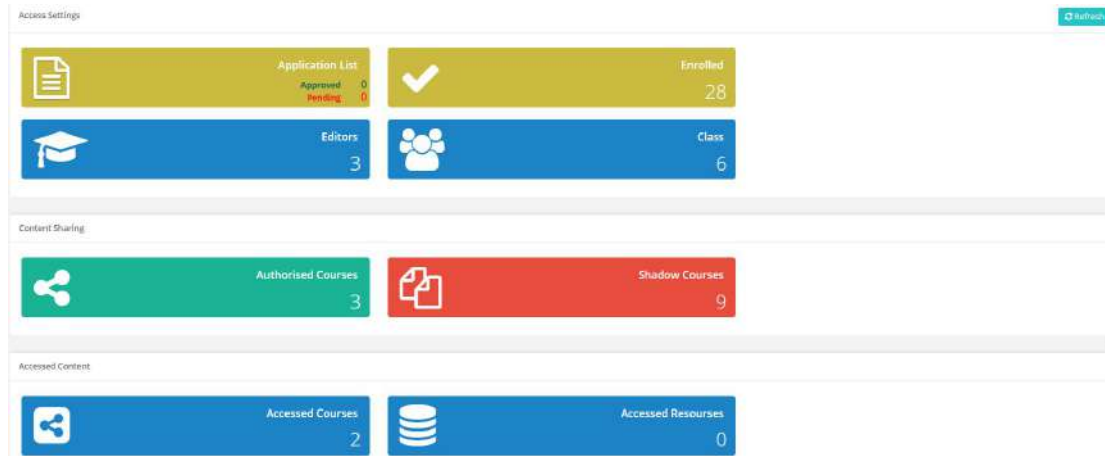 Access Settings
Refresh
Application List
Approved 0
Pending 0
Enrolled
28
Editors
3
Class
6
Content Sharing
Authorised Courses
3
Shadow Courses
9
Accessed Content
Accessed Courses
2
Accessed Resourses
0